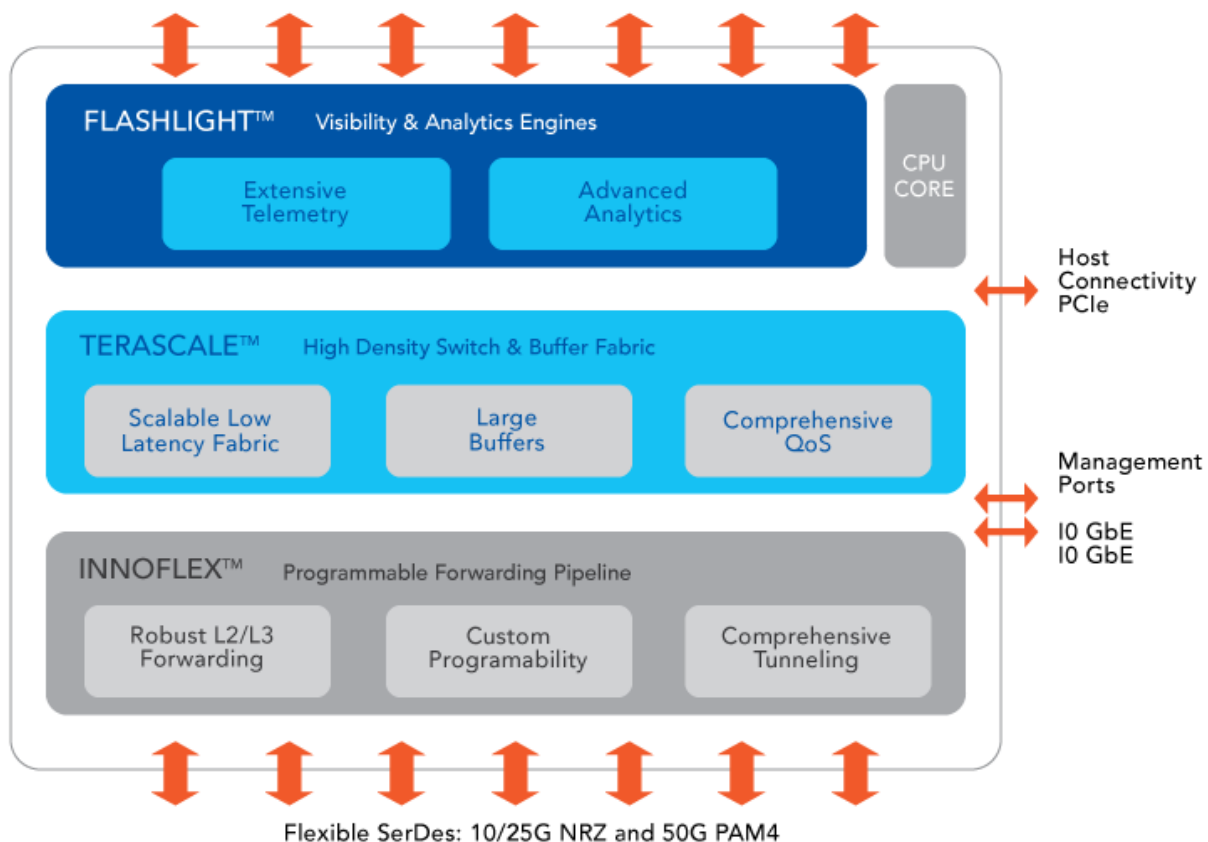 FLASHLIGHT™ Visibility & Analytics Engines
Extensive
Telemetry
Advanced
Analytics
CPU
CORE
Host
Connectivity
PCIe
TERASCALE™ High Density Switch & Buffer Fabric
Scalable Low
Latency Fabric
Large
Buffers
Comprehensive
QoS
Management
Ports
I0 GbE
I0 GbE
INNOFLEX™ Programmable Forwarding Pipeline
Robust L2/L3
Forwarding
Custom
Programability
Comprehensive
Tunneling
Flexible SerDes: 10/25G NRZ and 50G PAM4